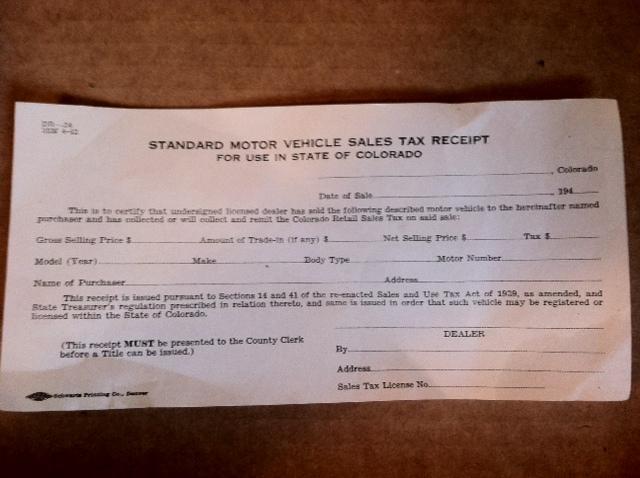 STANDARD MOTOR VEHICLE SALES TAX RECEIPT
FOR USE IN STATE OF COLORADO
, Colorado
Date of Sale , 194
This is to certify that undersigned licensed dealer has sold the following described motor vehicle to the hereinafter named
purchaser and has collected or will collect and remit the Colorado Retail Sales Tax on said sale:
Gross Selling Price $ Amount of Trade-in (if any) $ Net Selling Price $ Tax $
Model (Year) Make Body Type Motor Number
Name of Purchaser Address
This receipt is issued pursuant to Sections 14 and 41 of the re-enacted Sales and Use Tax Act of 1939, as amended, and
State Treasurer's regulation prescribed in relation thereto, and same is issued in order that such vehicle may be registered or
licensed within the State of Colorado.
(This receipt MUST be presented to the County Clerk
before a Title can be issued.)
DEALER
By
Address
Sales Tax License No.
Schwartz Printing Co., Denver